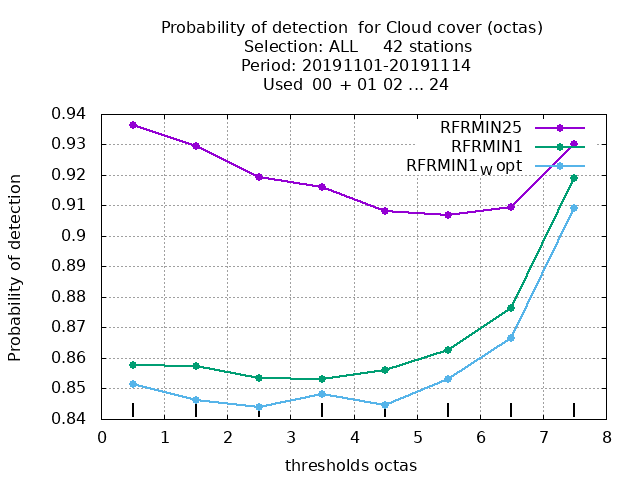 Probability of detection  for Cloud cover (octas)
Selection: ALL     42 stations
Period: 20191101-20191114
Used  00  + 01 02 ... 24
RFRMIN25
RFRMIN1
RFRMIN1W opt
0.94
0.93
0.92
0.91
0.9
0.89
0.88
0.87
0.86
0.85
0.84
Probability of detection
0 1 2 3 4 5 6 7 8
thresholds octas